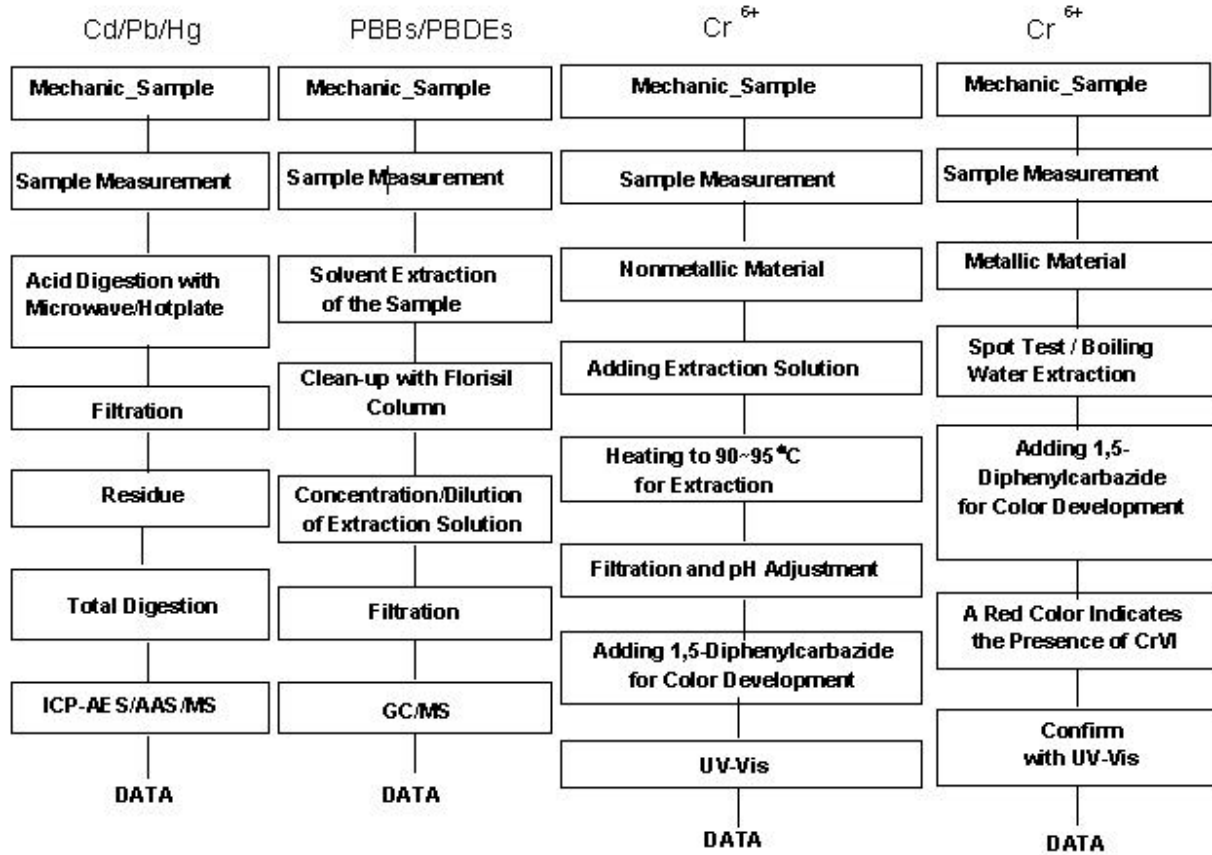 Cd/Pb/Hg
Mechanic_Sample
Sample Measurement
Acid Digestion with
Microwave/Hotplate
Filtration
Residue
Total Digestion
ICP-AES/AAS/MS
DATA
PBBs/PBDEs
Mechanic_Sample
Sample Measurement
Solvent Extraction
of the Sample
Clean-up with Florisil
Column
Concentration/Dilution
of Extraction Solution
Filtration
GC/MS
DATA
Cr 6+
Mechanic_Sample
Sample Measurement
Nonmetallic Material
Adding Extraction Solution
Heating to 90~95℃
for Extraction
Filtration and pH Adjustment
Adding 1,5-Diphenylcarbazide
for Color Development
UV-Vis
DATA
Cr 6+
Mechanic_Sample
Sample Measurement
Metallic Material
Spot Test / Boiling
Water Extraction
Adding 1,5-
Diphenylcarbazide
for Color Development
A Red Color Indicates
the Presence of CrVI
Confirm
with UV-Vis
DATA